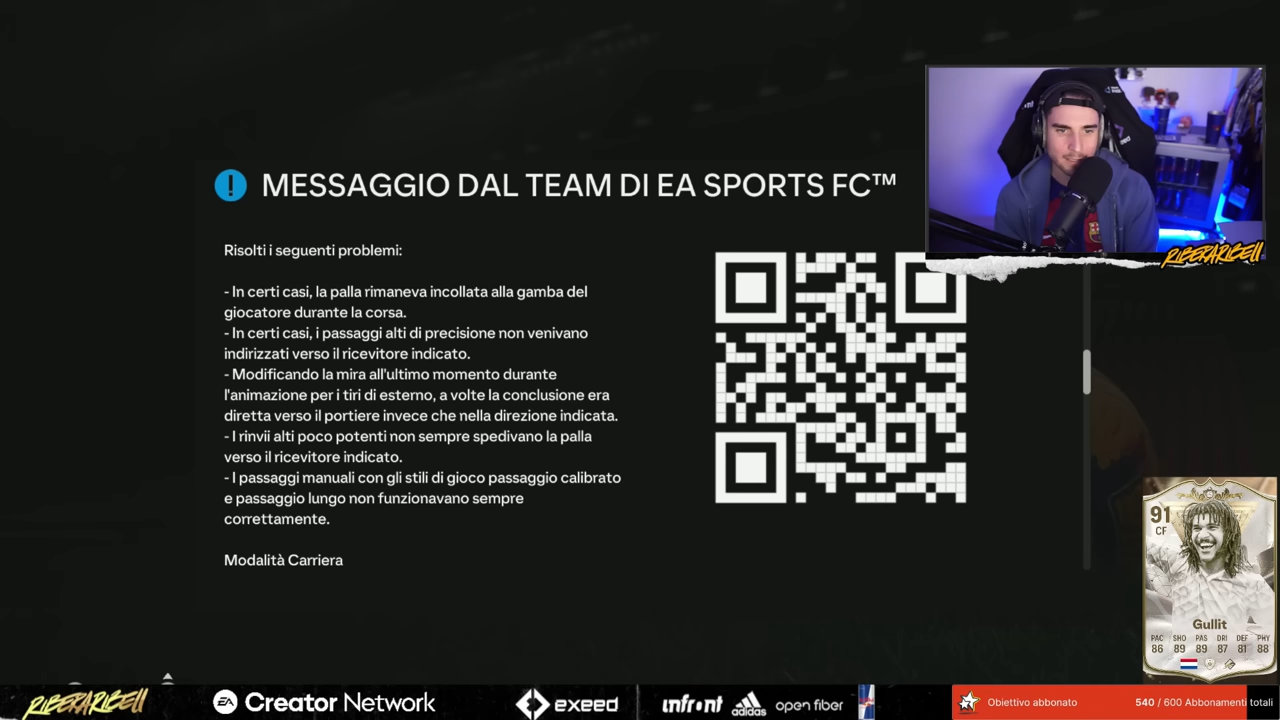 MESSAGGIO DAL TEAM DI EA SPORTS FC™
Risolti i seguenti problemi:
- In certi casi, la palla rimaneva incollata alla gamba del
giocatore durante la corsa.
- In certi casi, i passaggi alti di precisione non venivano
indirizzati verso il ricevitore indicato.
- Modificando la mira all'ultimo momento durante
l'animazione per i tiri di esterno, a volte la conclusione era
diretta verso il portiere invece che nella direzione indicata.
- I rinvii alti poco potenti non sempre spedivano la palla
verso il ricevitore indicato.
- I passaggi manuali con gli stili di gioco passaggio calibrato
e passaggio lungo non funzionavano sempre
correttamente.
Modalità Carriera
RIBERARIBELL
91
CF
Gullit
PAC SHO PAS DRI DEF PHY
86 89 89 87 81 88
RIBERARIBELL
EA Creator Network
exeed
infront
adidas
open fiber
Obiettivo abbonato
540 / 600 Abbonamenti totali